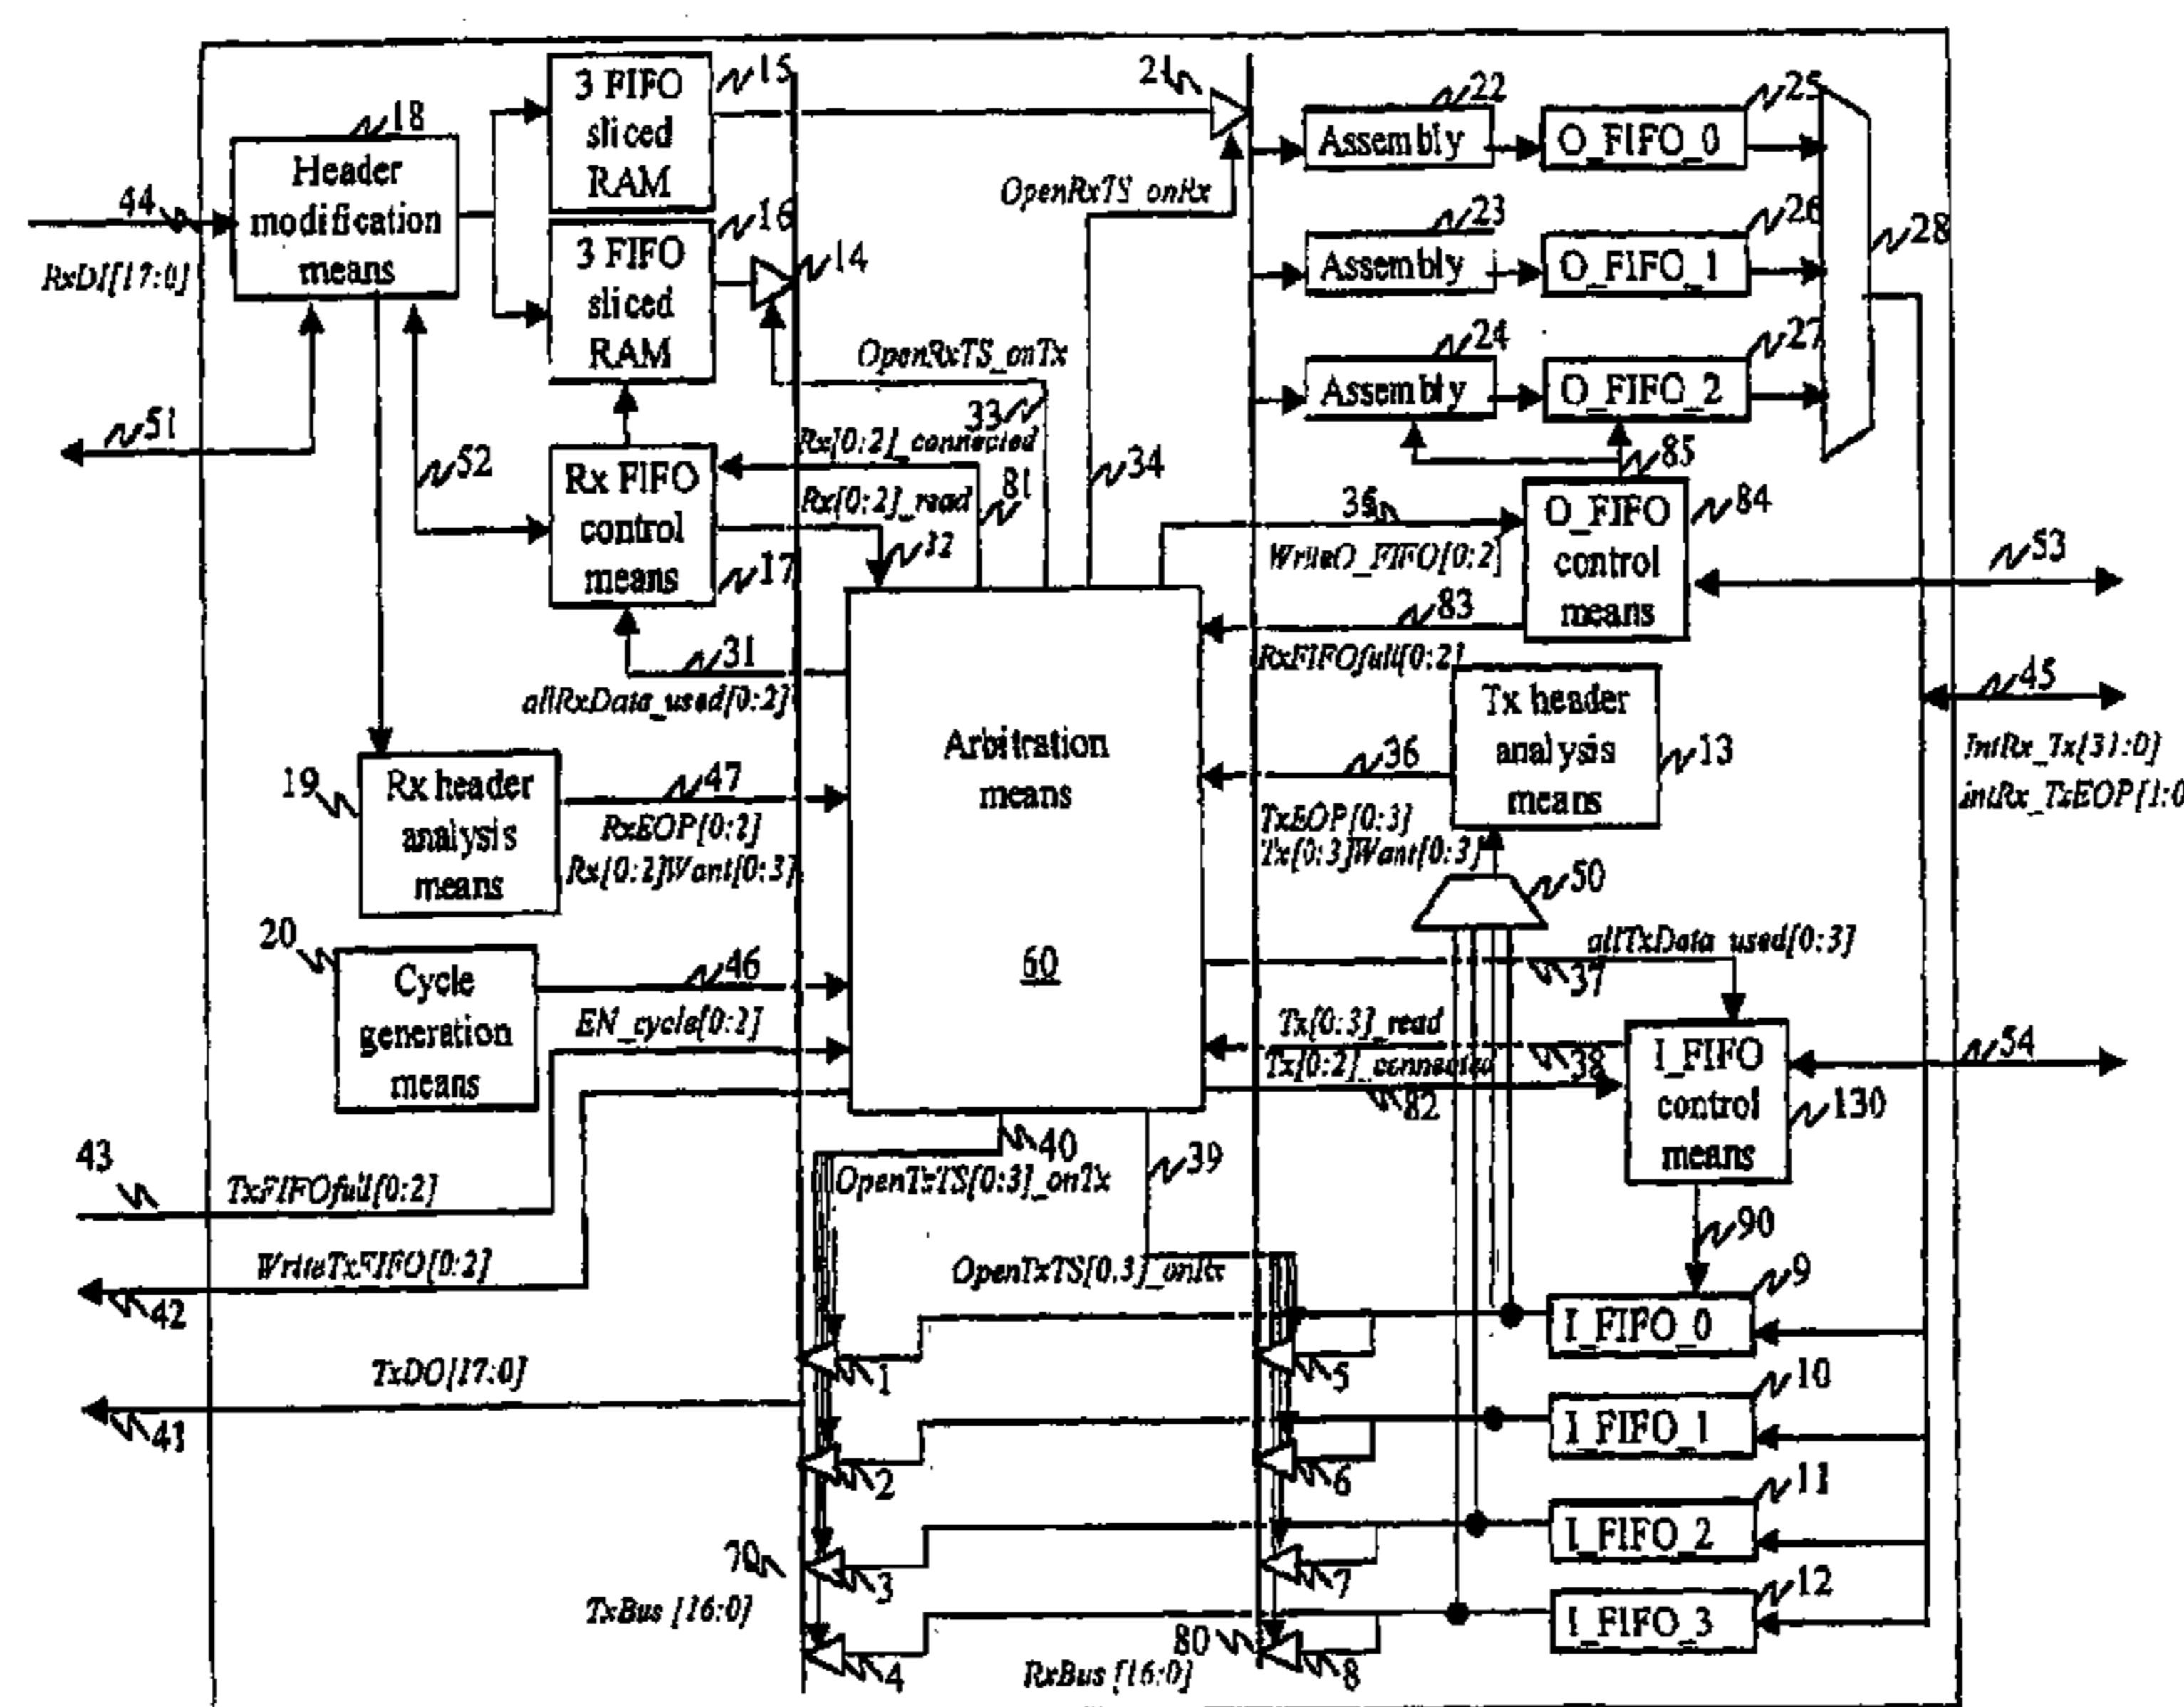 3 FIFO
sliced
RAM
15
21
22
25
Assembly
O_FIFO_0
18
Header
modification
means
44
RxDI[17:0]
3 FIFO
sliced
RAM
16
14
OpenRxTS_onRx
23
26
28
Assembly
O_FIFO_1
24
27
Assembly
O_FIFO_2
OpenRxTS_onTx
33
51
52
Rx FIFO
control
means
17
Rx[0:2]_connected
Rx[0:2]_read
81
32
34
85
O_FIFO
control
means
84
WriteO_FIFO[0:2]
53
83
RxFIFOfull[0:2]
31
allRxData_used[0:2]
Arbitration
means
60
Tx header
analysis
means
13
45
IntRx_Tx[31:0]
intRx_TxEOP[1:0
36
TxEOP[0:3]
Tx[0:3]Want[0:3]
19
Rx header
analysis
means
47
RxEOP[0:2]
Rx[0:2]Want[0:3]
50
allTxData_used[0:3]
37
20
Cycle
generation
means
46
EN_cycle[0:2]
Tx[0:3]_read
38
Tx[0:2]_connected
82
I_FIFO
control
means
130
54
43
TxFIFOfull[0:2]
40
OpenTxTS[0:3]_onTx
39
90
WriteTxFIFO[0:2]
42
OpenTxTS[0.3]_onRx
9
I_FIFO_0
TxDO[17:0]
41
1
5
10
I_FIFO_1
2
6
11
I_FIFO_2
70
TxBus [16:0]
3
7
12
I_FIFO_3
80
RxBus [16:0]
4
8